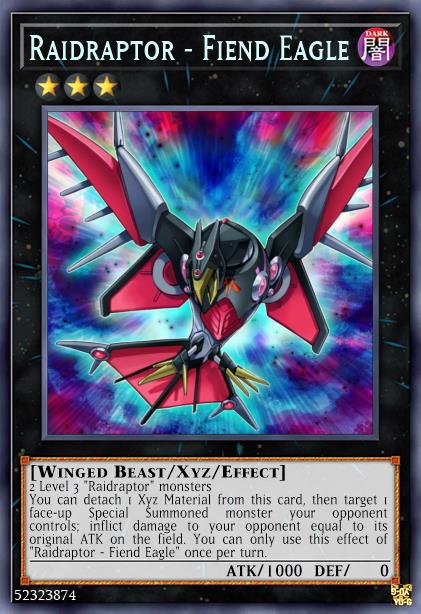 Raidraptor - Fiend Eagle
DARK
闇
[Winged Beast/Xyz/Effect]
2 Level 3 "Raidraptor" monsters
You can detach 1 Xyz Material from this card, then target 1
face-up Special Summoned monster your opponent
controls; inflict damage to your opponent equal to its
original ATK on the field. You can only use this effect of
"Raidraptor - Fiend Eagle" once per turn.
ATK/1000 DEF/ 0
52323874